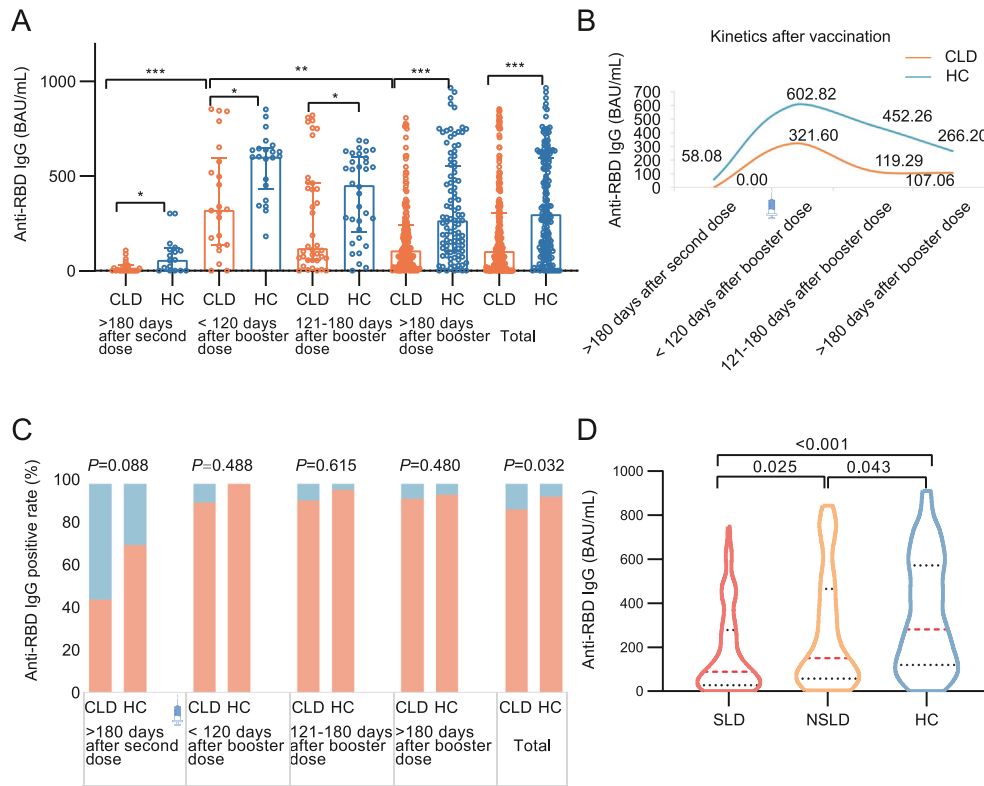 A
Anti-RBD IgG (BAU/mL)
1000
500
0
***
**
***
***
*
*
*
CLD HC CLD HC CLD HC CLD HC CLD HC
>180 days after second dose
< 120 days after booster dose
121-180 days after booster dose
>180 days after booster dose
Total
B
Kinetics after vaccination
CLD
HC
Anti-RBD IgG (BAU/mL)
700
600
500
400
300
200
100
0
58.08
602.82
452.26
266.20
0.00
321.60
119.29
107.06
>180 days after second dose
< 120 days after booster dose
121-180 days after booster dose
>180 days after booster dose
C
Anti-RBD IgG positive rate (%)
P=0.088 P=0.488 P=0.615 P=0.480 P=0.032
100
80
60
40
20
0
CLD HC CLD HC CLD HC CLD HC CLD HC
>180 days after second dose
< 120 days after booster dose
121-180 days after booster dose
>180 days after booster dose
Total
D
Anti-RBD IgG (BAU/mL)
<0.001
0.025 0.043
1000
800
600
400
200
0
SLD NSLD HC